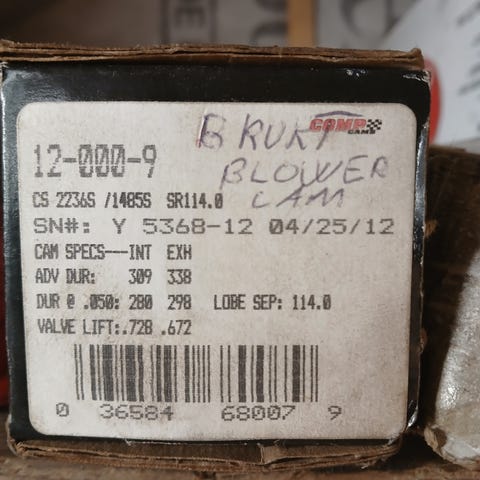 B KURT
COMP
CAMS
12-000-9
BLOWER
CAM
CS 2236S /1485S SR114.0
SN#: Y 5368-12 04/25/12
CAM SPECS---INT EXH
ADV DUR: 309 338
DUR @ .050: 280 298 LOBE SEP: 114.0
VALVE LIFT:.728 .672
0 36584 68007 9